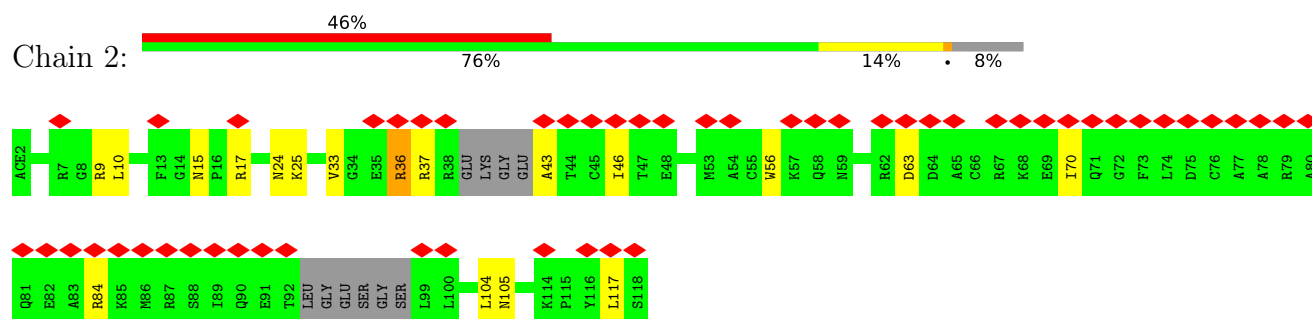 46%
Chain 2:
76% 14% • 8%
ACE2 R7 G8 R9 L10 F13 G14 N15 P16 R17 N24 K25 V33 G34 E35 R36 R37 R38 GLU LYS GLY GLU A43 T44 C45 I46 T47 E48 M53 A54 C55 W56 K57 Q58 N59 R62 D63 D64 A65 C66 R67 K68 E69 I70 Q71 G72 F73 L74 D75 C76 A77 A78 R79 A80
Q81 E82 A83 R84 K85 M86 R87 S88 I89 Q90 E91 T92 LEU GLY GLU SER GLY SER L99 L100 L104 N105 K114 P115 Y116 L117 S118